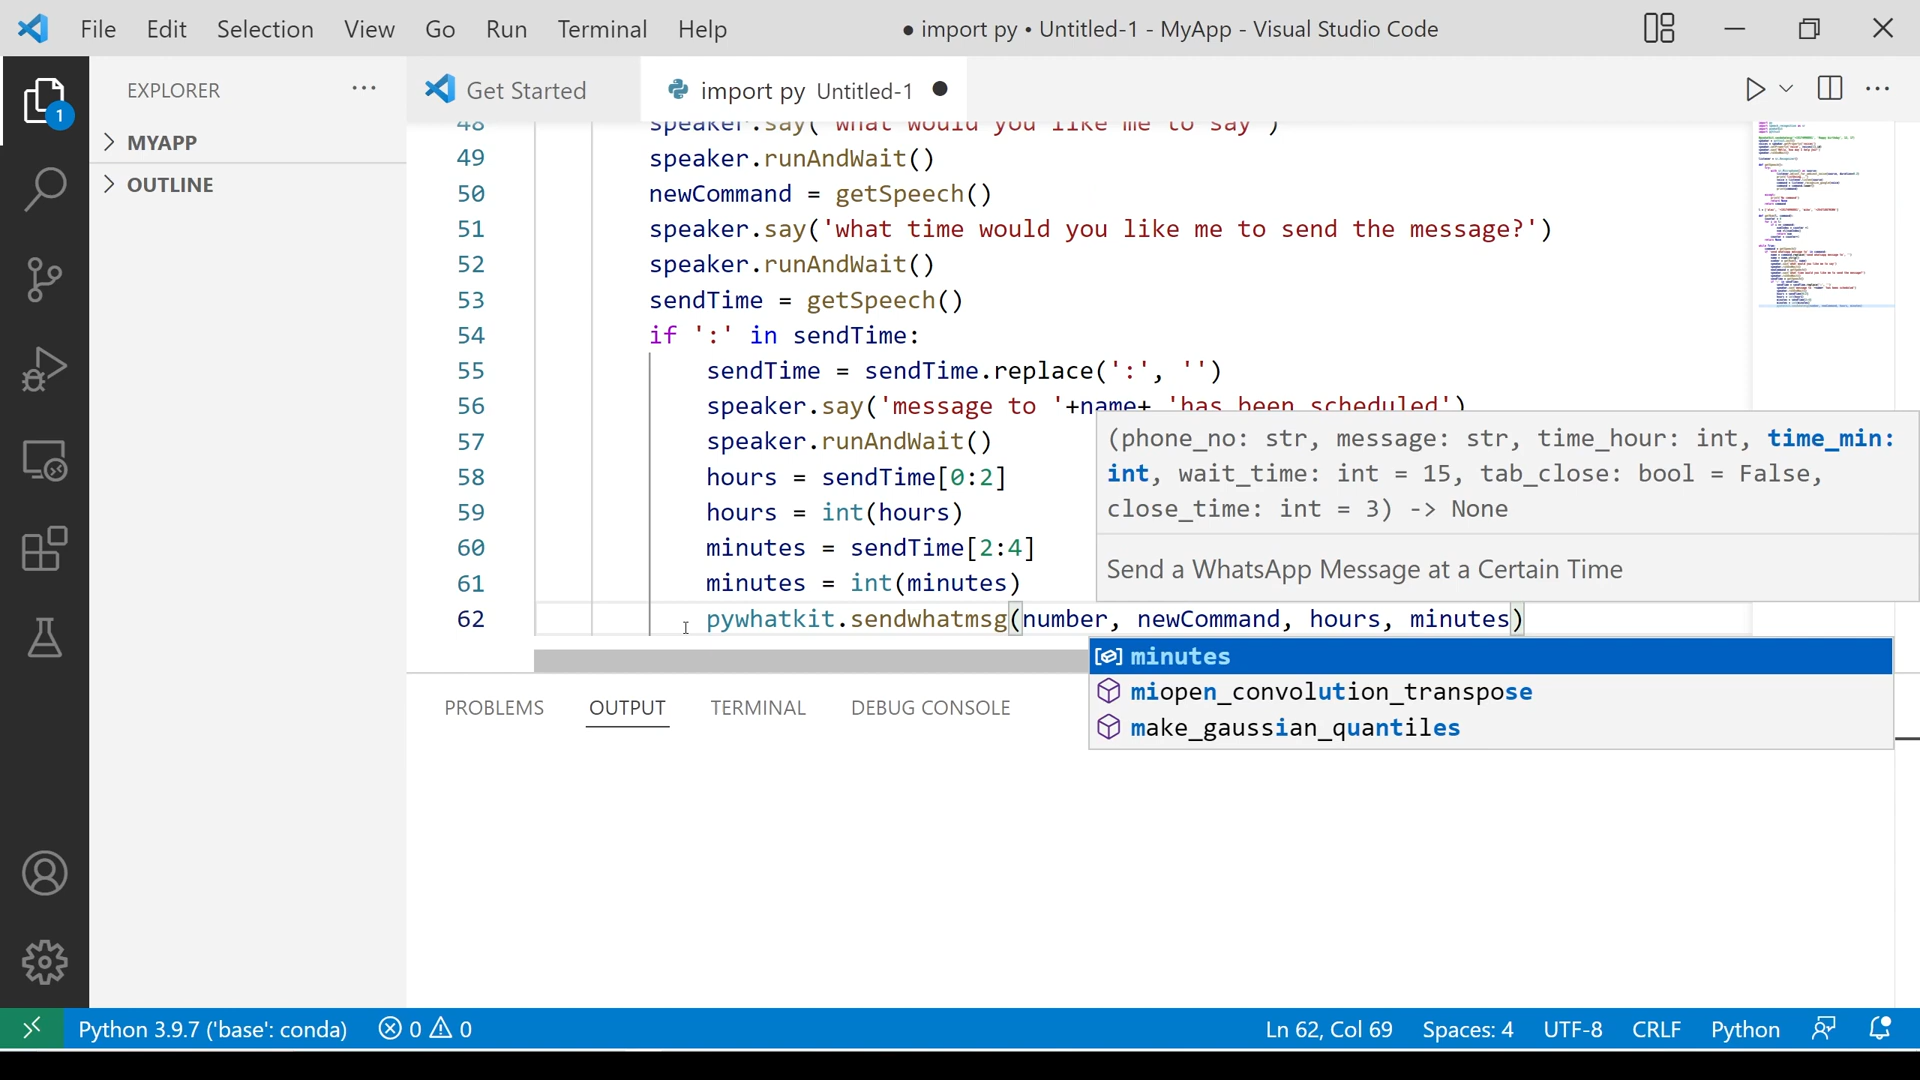 File Edit Selection View Go Run Terminal Help ● import py • Untitled-1 - MyApp - Visual Studio Code
EXPLORER ···
Get Started
import py Untitled-1 ●
1
MYAPP
OUTLINE
48 speaker.say('what would you like me to say')
49 speaker.runAndWait()
50 newCommand = getSpeech()
51 speaker.say('what time would you like me to send the message?')
52 speaker.runAndWait()
53 sendTime = getSpeech()
54 if ':' in sendTime:
55 sendTime = sendTime.replace(':', '')
56 speaker.say('message to '+name+ 'has been scheduled')
57 speaker.runAndWait()
58 hours = sendTime[0:2]
59 hours = int(hours)
60 minutes = sendTime[2:4]
61 minutes = int(minutes)
62 pywhatkit.sendwhatmsg(number, newCommand, hours, minutes)
(phone_no: str, message: str, time_hour: int, time_min:
int, wait_time: int = 15, tab_close: bool = False,
close_time: int = 3) -> None
Send a WhatsApp Message at a Certain Time
minutes
miopen_convolution_transpose
make_gaussian_quantiles
PROBLEMS OUTPUT TERMINAL DEBUG CONSOLE
Python 3.9.7 ('base': conda) 0 0 Ln 62, Col 69 Spaces: 4 UTF-8 CRLF Python